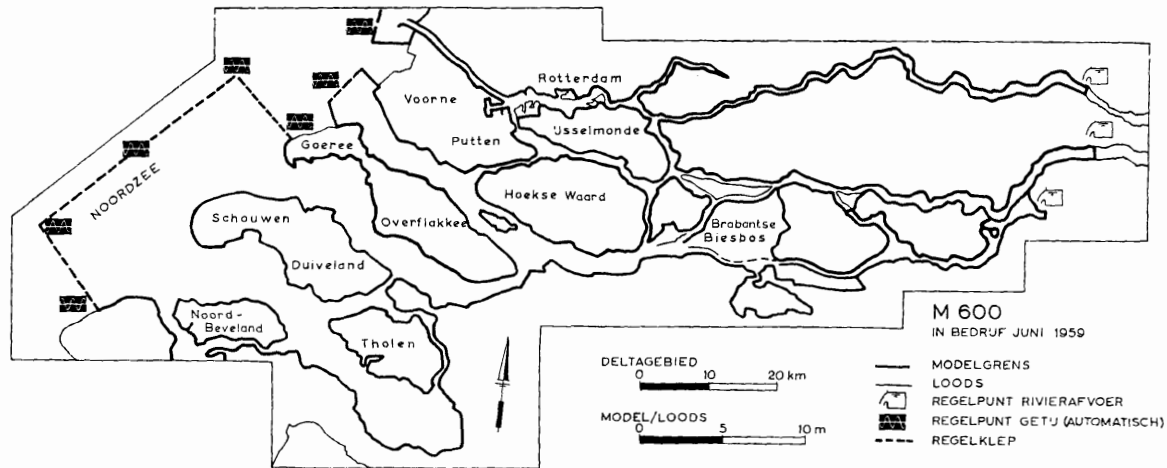 Rotterdam
Voorne
Putten
IJsselmonde
Goeree
NOORDZEE
Hoekse Waard
Schouwen
Overflakkee
Brabantse
Biesbos
Duiveland
Noord-
Beveland
Tholen
M 600
IN BEDRIJF JUNI 1959
DELTAGEBIED
0 10 20 km
MODEL/LOODS
0 5 10 m
MODELGRENS
LOODS
REGELPUNT RIVIERAFVOER
REGELPUNT GETIJ (AUTOMATISCH)
REGELKLEP